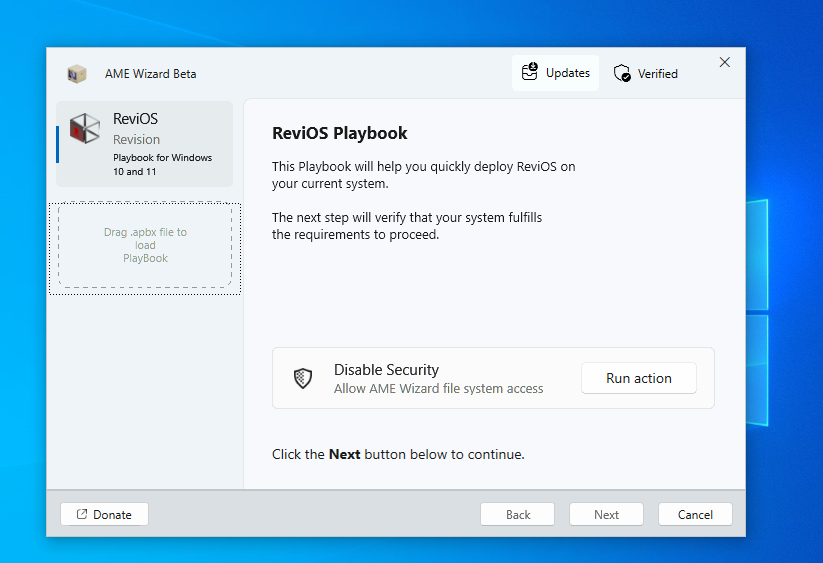 AME Wizard Beta
Updates
Verified
ReviOS
Revision
Playbook for Windows
10 and 11
Drag .apbx file to
load
PlayBook
ReviOS Playbook
This Playbook will help you quickly deploy ReviOS on
your current system.
The next step will verify that your system fulfills
the requirements to proceed.
Disable Security
Allow AME Wizard file system access
Run action
Click the Next button below to continue.
Donate
Back
Next
Cancel